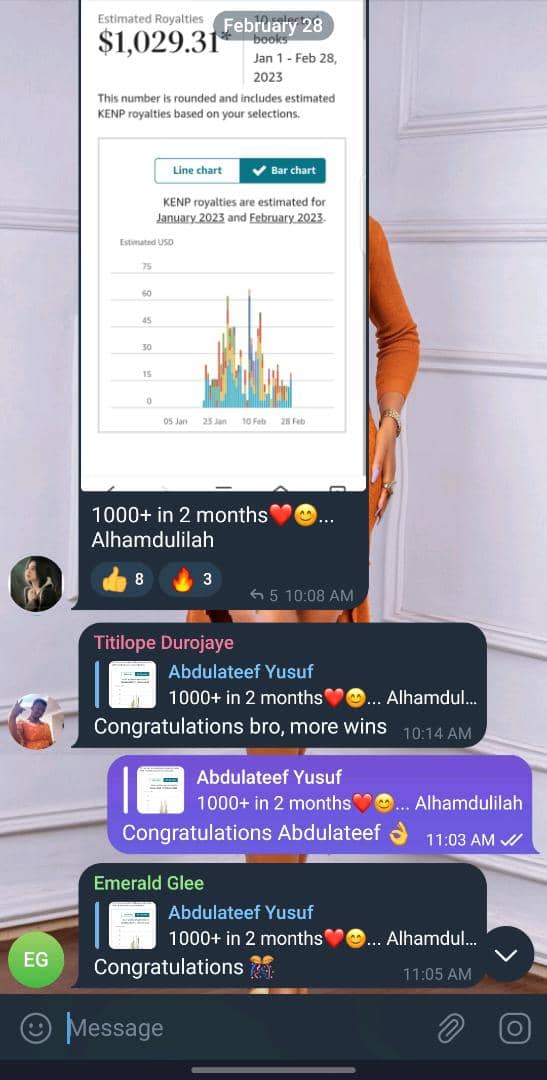 Estimated Royalties
$1,029.31*
10 selected
books
Jan 1 - Feb 28,
2023
February 28
This number is rounded and includes estimated
KENP royalties based on your selections.
Line chart
Bar chart
KENP royalties are estimated for
January 2023 and February 2023.
Estimated USD
75
60
45
30
15
0
05 Jan 23 Jan 10 Feb 28 Feb
1000+ in 2 months❤️😊...
Alhamdulilah
👍 8 🔥 3
5 10:08 AM
Titilope Durojaye
Abdulateef Yusuf
1000+ in 2 months❤️😊... Alhamdul...
Congratulations bro, more wins 10:14 AM
Abdulateef Yusuf
1000+ in 2 months❤️😊... Alhamdulilah
Congratulations Abdulateef 👌 11:03 AM
Emerald Glee
Abdulateef Yusuf
1000+ in 2 months❤️😊... Alhamdul...
EG
Congratulations 🎊 11:05 AM
Message